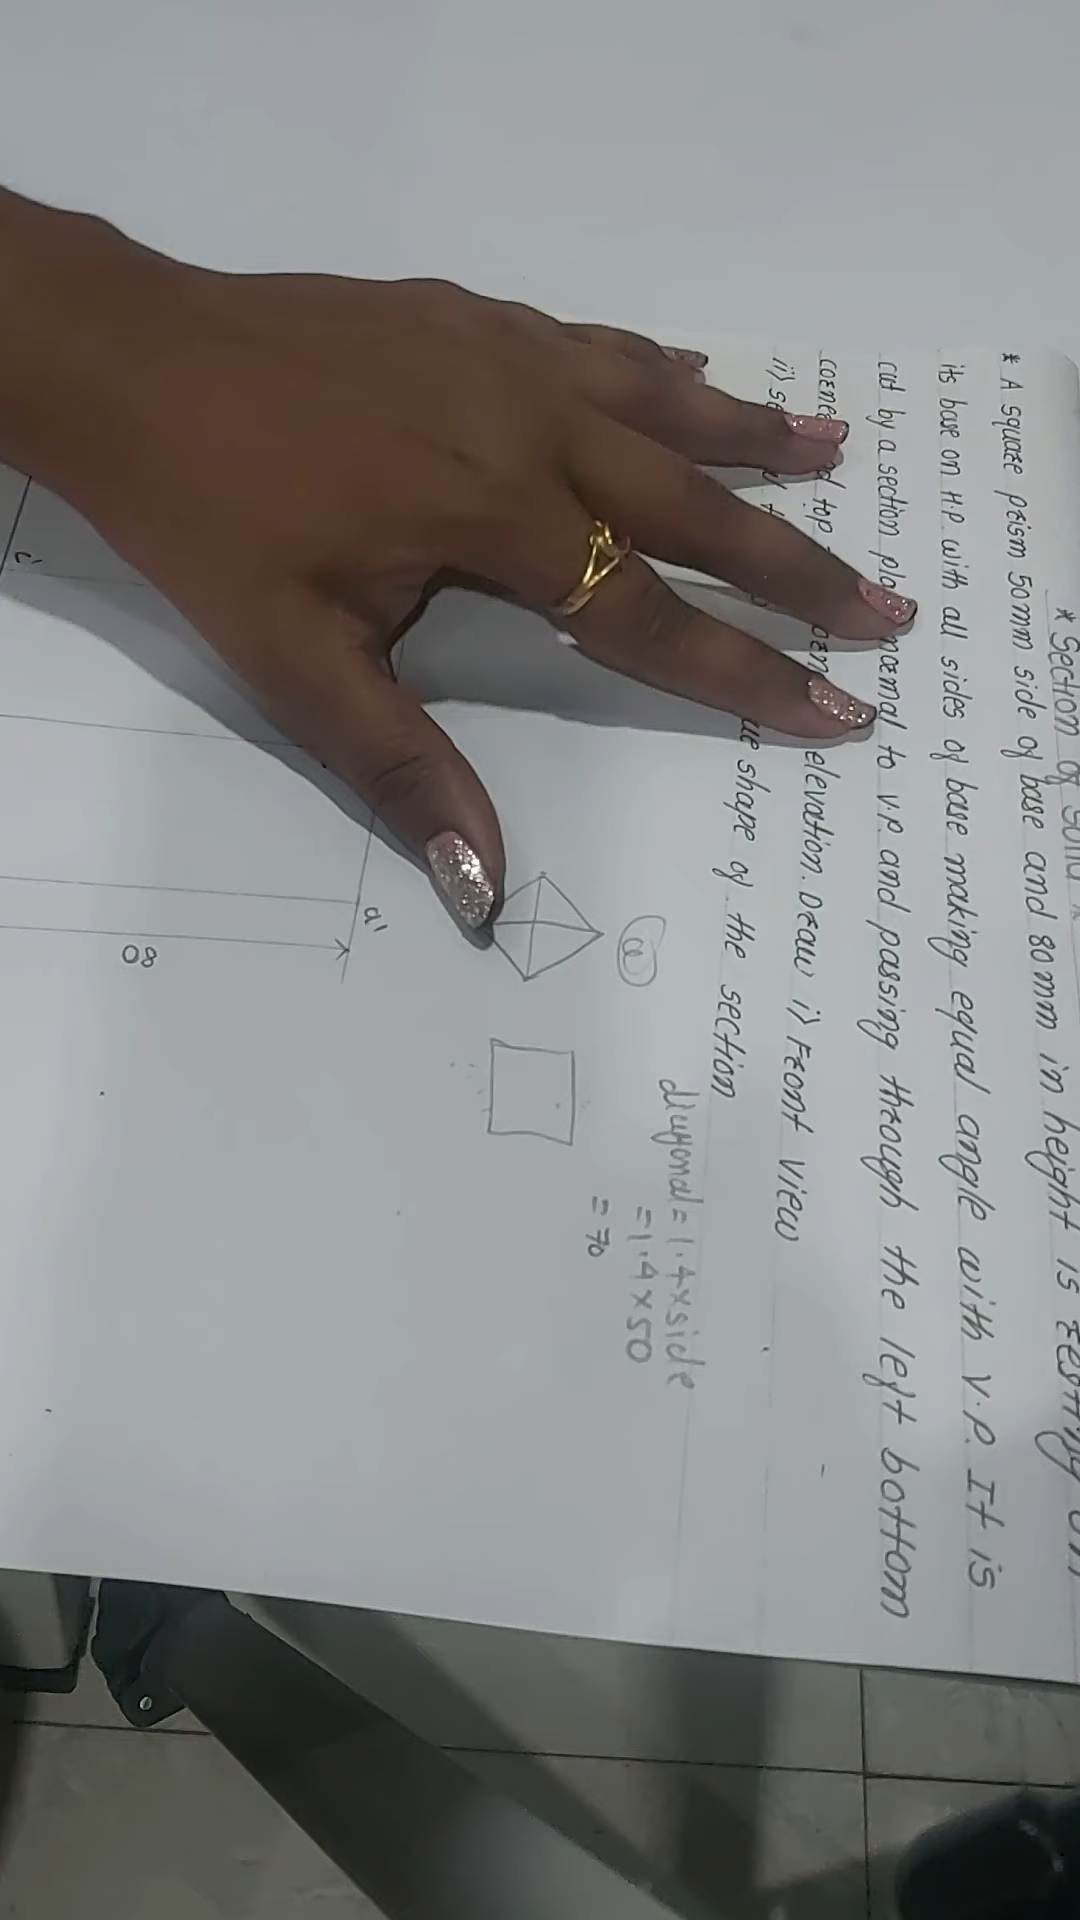 * Section of solid *
* A square prism 50mm side of base and 80mm in height is resting on
its base on H.P. with all sides of base making equal angle with V.P. It is
cut by a section normal to V.P. and passing through the left bottom
top elevation. Draw i) Front view
ii) shape of the section
a
diagonal = 1.4×side
= 1.4×50
= 70
a'
80
c'